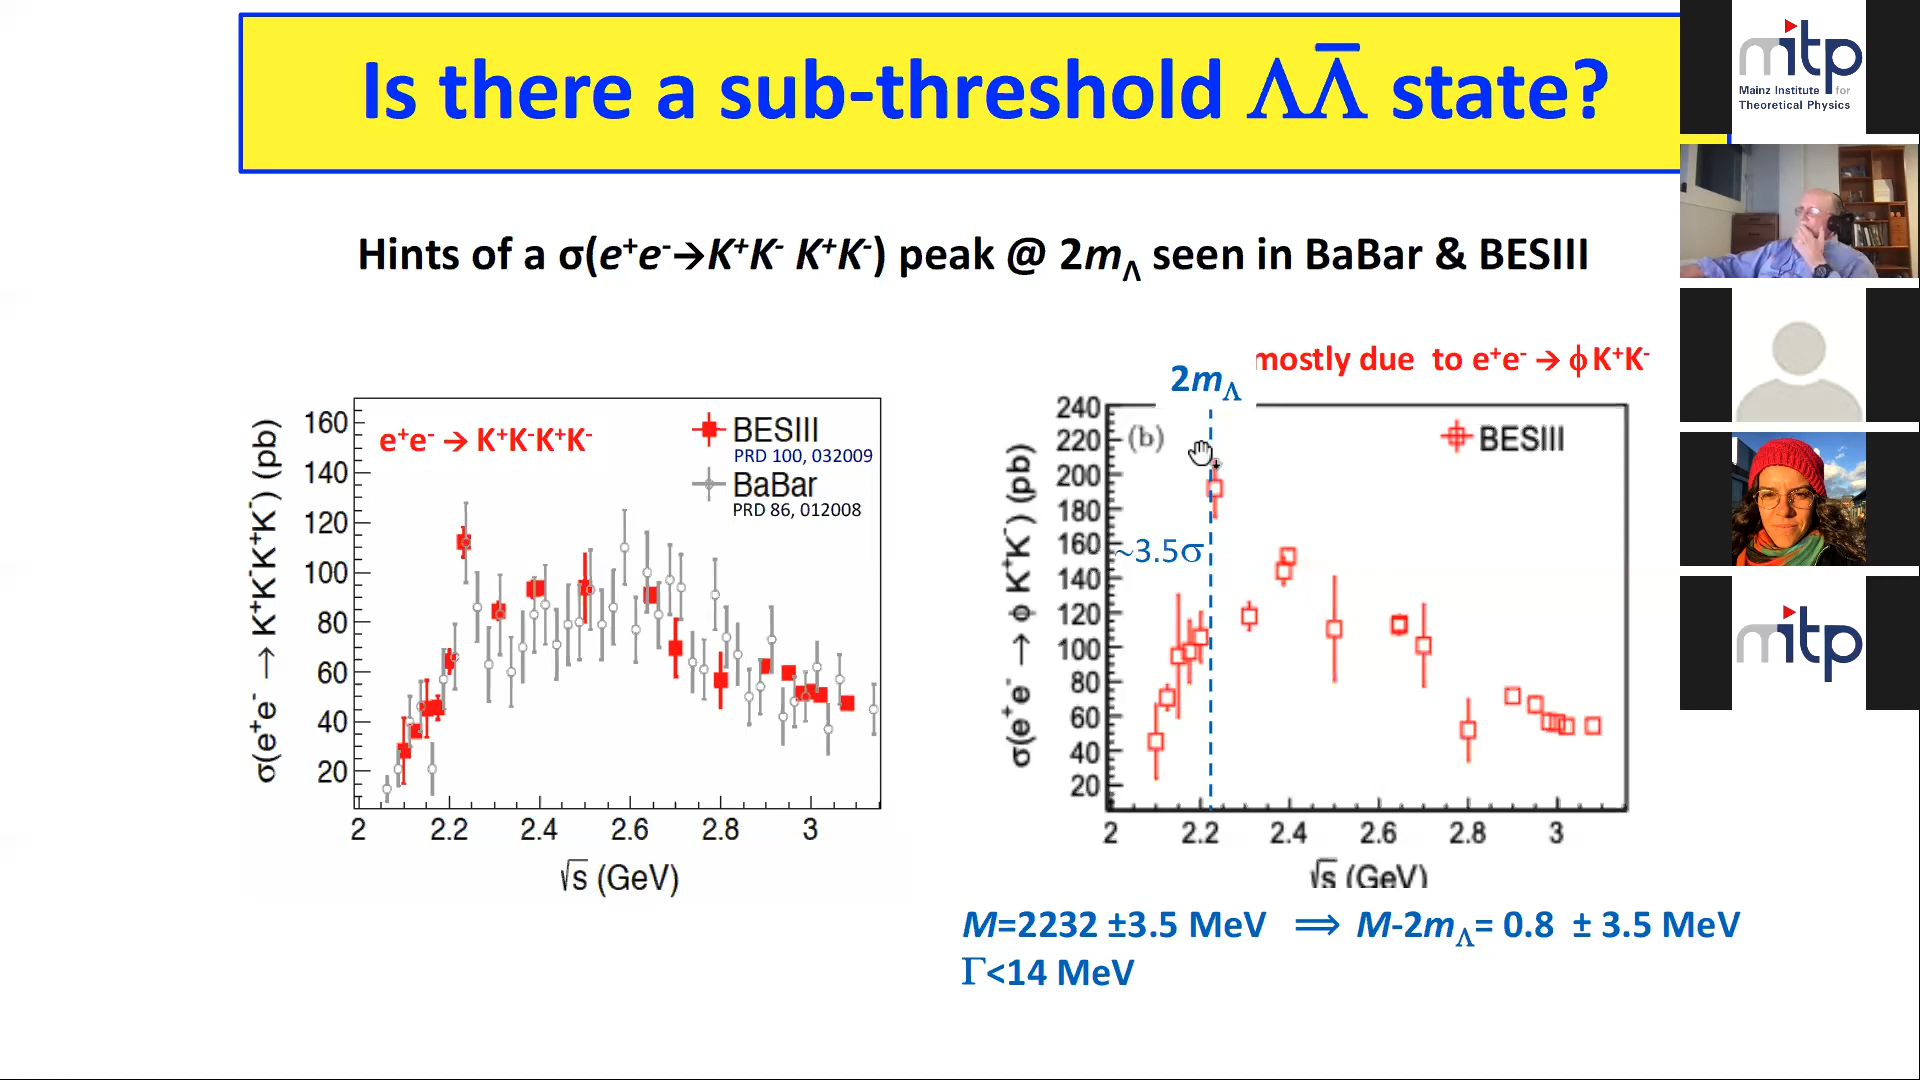 Is there a sub-threshold ΛΛ̅ state?
Hints of a σ(e⁺e⁻→K⁺K⁻ K⁺K⁻) peak @ 2m_Λ seen in BaBar & BESIII
e⁺e⁻ → K⁺K⁻K⁺K⁻
BESIII
PRD 100, 032009
BaBar
PRD 86, 012008
σ(e⁺e⁻ → K⁺K⁻K⁺K⁻) (pb)
160
140
120
100
80
60
40
20
2 2.2 2.4 2.6 2.8 3
√s (GeV)
mostly due to e⁺e⁻ → ϕ K⁺K⁻
2m_Λ
(b)
BESIII
~3.5σ
σ(e⁺e⁻ → ϕ K⁺K⁻) (pb)
240
220
200
180
160
140
120
100
80
60
40
20
2 2.2 2.4 2.6 2.8 3
√s (GeV)
M=2232 ±3.5 MeV ⟹ M-2m_Λ= 0.8 ± 3.5 MeV
Γ<14 MeV
mitp
Mainz Institute for
Theoretical Physics
mitp